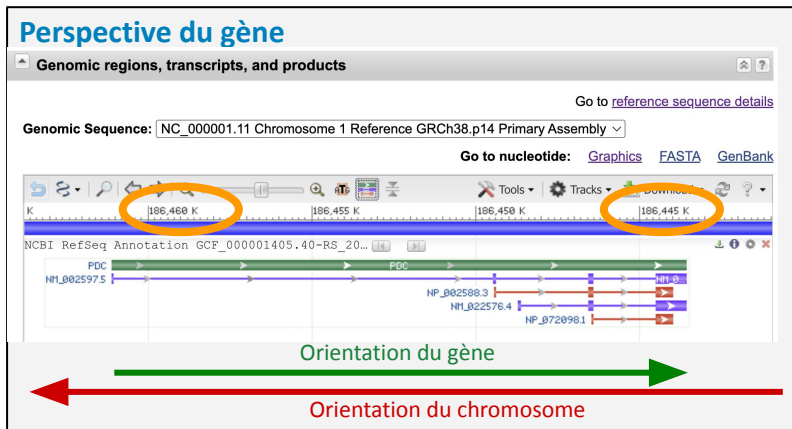 Perspective du gène
Genomic regions, transcripts, and products
Go to reference sequence details
Genomic Sequence: NC_000001.11 Chromosome 1 Reference GRCh38.p14 Primary Assembly
Go to nucleotide: Graphics FASTA GenBank
Tools Tracks Download ?
K 186,460 K 186,455 K 186,450 K 186,445 K
NCBI RefSeq Annotation GCF_000001405.40-RS_20…
PDC PDC
NM_002597.5 NM_0…
NP_002588.3
NM_022576.4
NP_072098.1
Orientation du gène
Orientation du chromosome